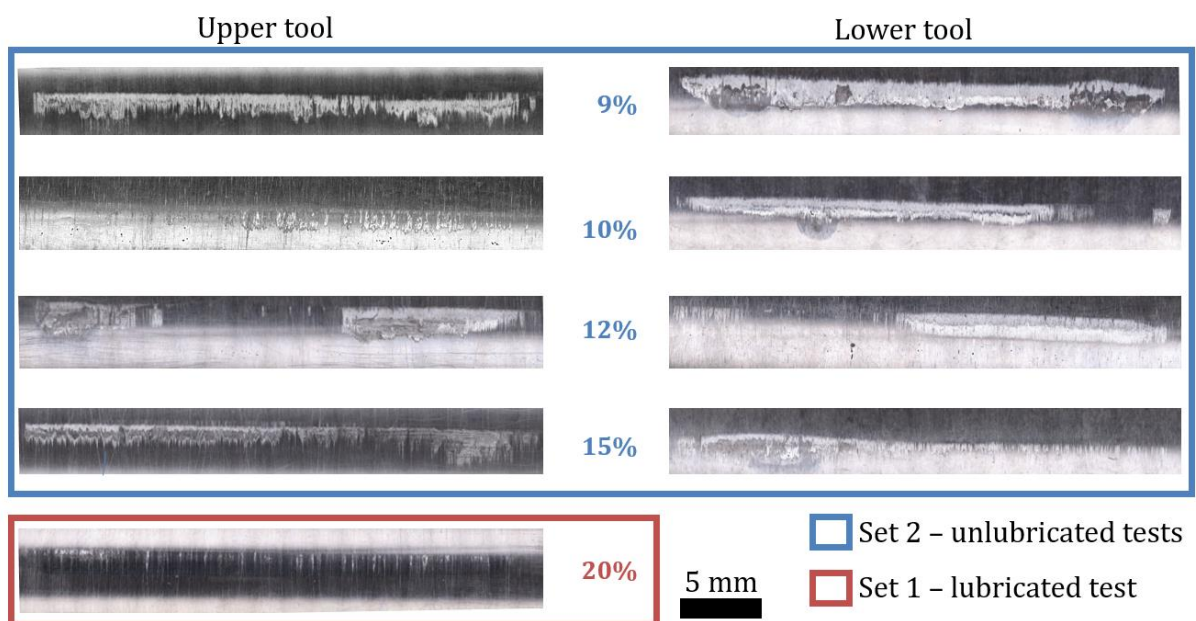 Upper tool
Lower tool
9%
10%
12%
15%
20%
5 mm
Set 2 – unlubricated tests
Set 1 – lubricated test